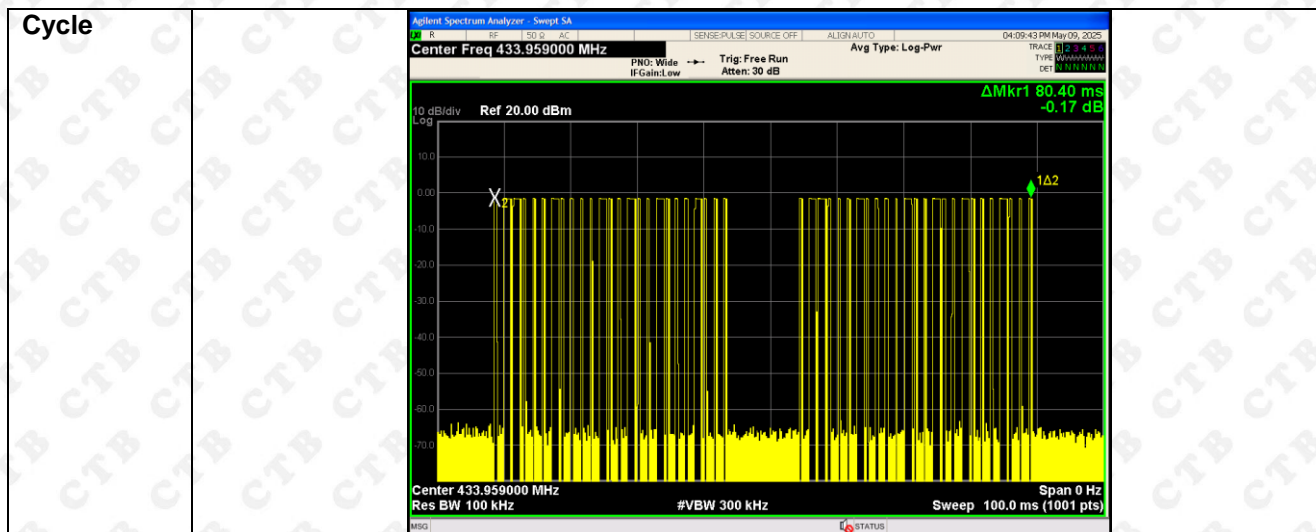 Cycle
Agilent Spectrum Analyzer - Swept SA
R RF 50 Ω AC SENSE:PULSE SOURCE OFF ALIGN AUTO 04:09:43 PM May 09, 2025
Center Freq 433.959000 MHz
Avg Type: Log-Pwr
TRACE 1 2 3 4 5 6
PNO: Wide Trig: Free Run
TYPE
IFGain:Low Atten: 30 dB
DET N N N N N N
ΔMkr1 80.40 ms
-0.17 dB
10 dB/div Ref 20.00 dBm
Log
10.0
1Δ2
0.00
X2
-10.0
-20.0
-30.0
-40.0
-50.0
-60.0
-70.0
Center 433.959000 MHz Span 0 Hz
Res BW 100 kHz #VBW 300 kHz Sweep 100.0 ms (1001 pts)
MSG STATUS
CTB